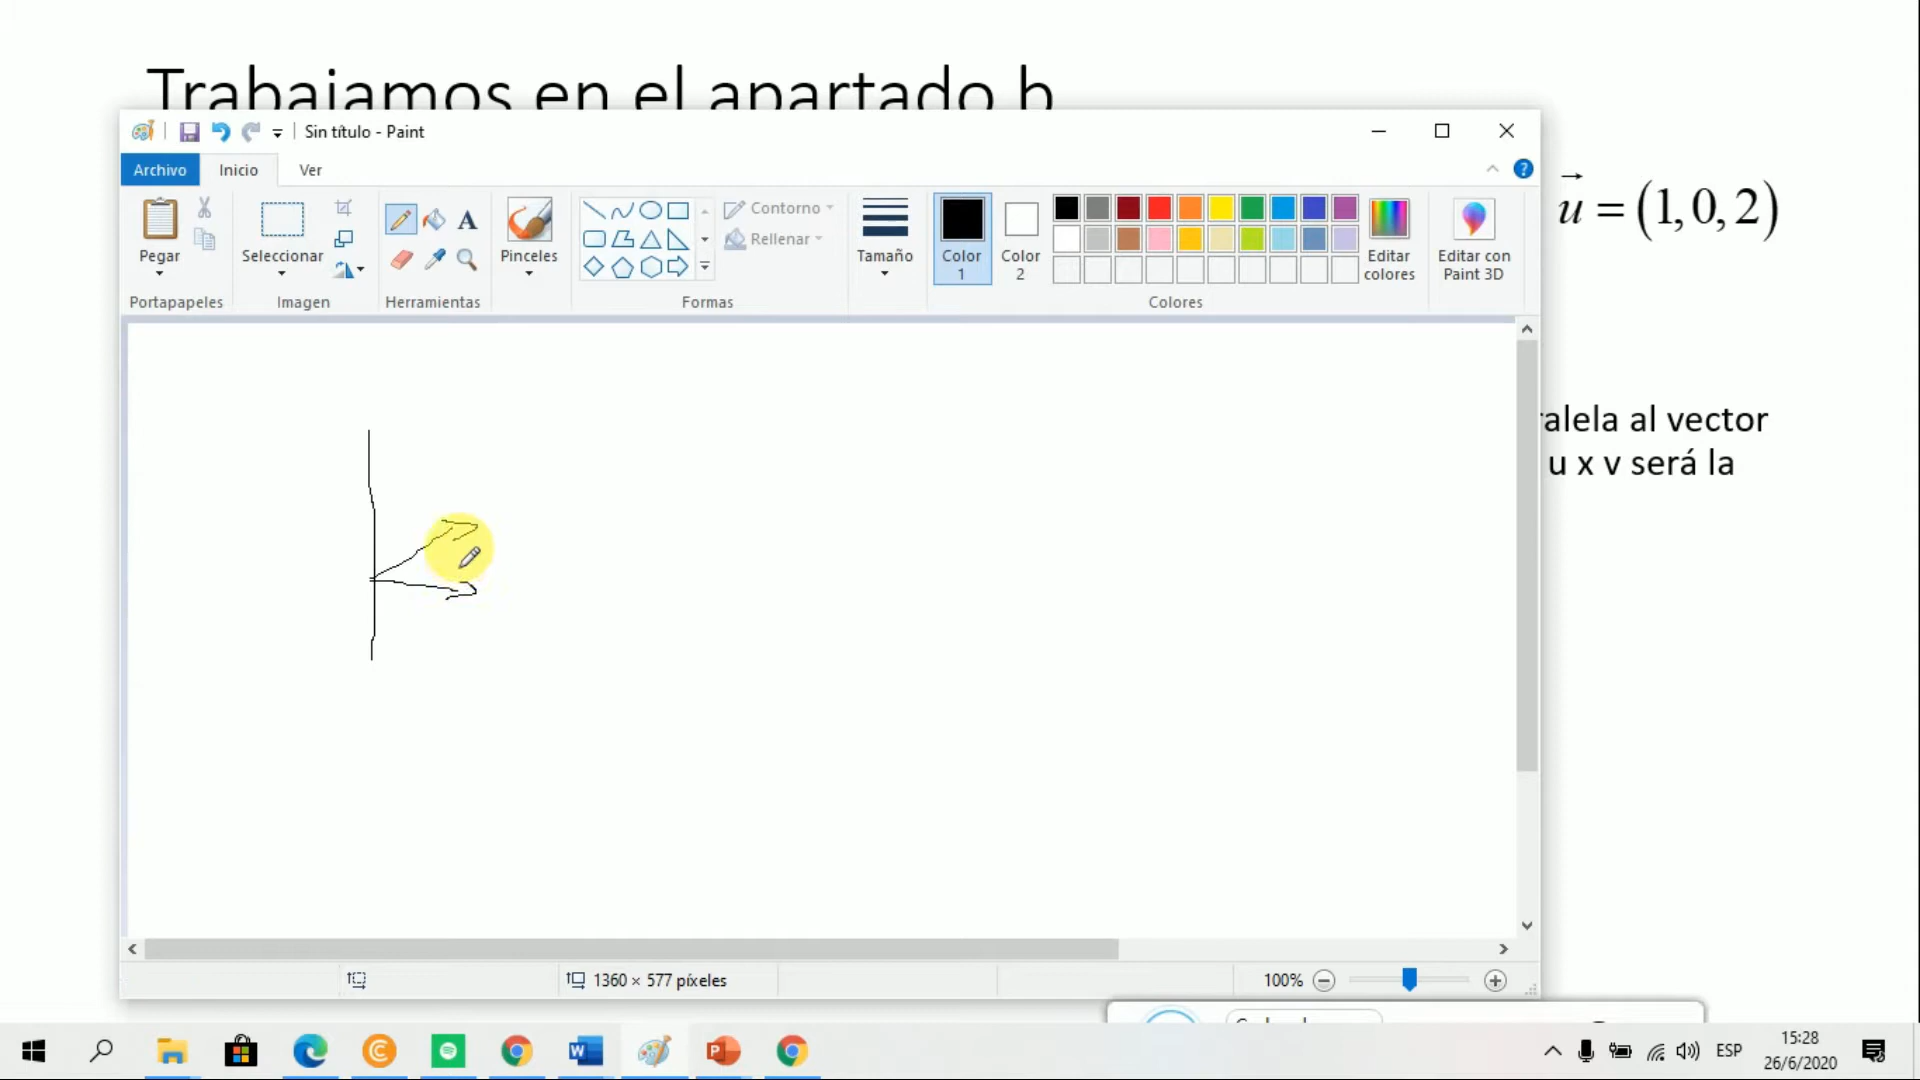 Trabajamos en el apartado b
Sin título - Paint
Archivo
Inicio
Ver
Pegar
Portapapeles
Seleccionar
Imagen
Herramientas
Pinceles
Formas
Contorno
Rellenar
Tamaño
Color
1
Color
2
Colores
Editar
colores
Editar con
Paint 3D
u = (1, 0, 2)
alela al vector
u x v será la
1360 × 577 píxeles
100%
ESP
15:28
26/6/2020